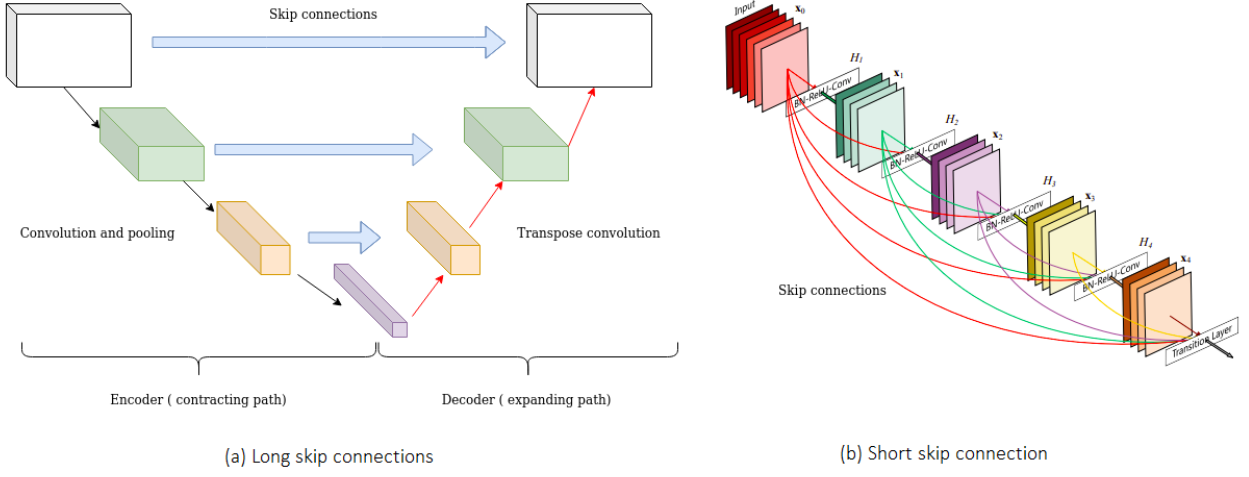 Skip connections
Convolution and pooling
Transpose convolution
Encoder ( contracting path)
Decoder ( expanding path)
(a) Long skip connections
Input
x₀
H₁
BN-ReLU-Conv
x₁
H₂
BN-ReLU-Conv
x₂
H₃
BN-ReLU-Conv
x₃
H₄
BN-ReLU-Conv
x₄
Transition Layer
Skip connections
(b) Short skip connection